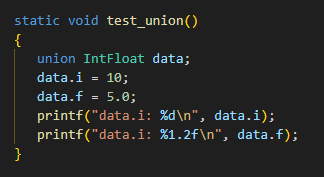 static void test_union()
{
    union IntFloat data;
    data.i = 10;
    data.f = 5.0;
    printf("data.i: %d\n", data.i);
    printf("data.i: %1.2f\n", data.f);
}